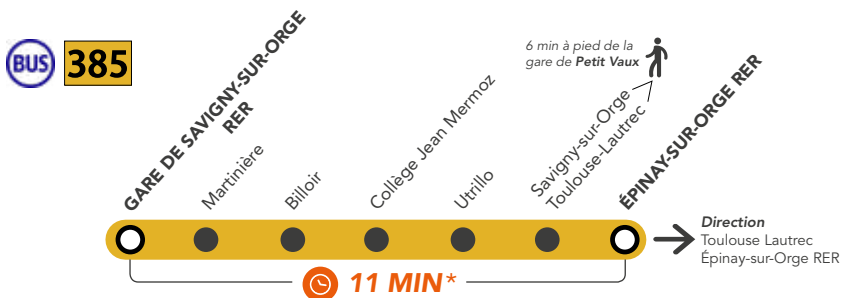 BUS 385
GARE DE SAVIGNY-SUR-ORGE
RER
Martinière
Billoir
Collège Jean Mermoz
Utrillo
Savigny-sur-Orge
Toulouse-Lautrec
6 min à pied de la
gare de Petit Vaux
ÉPINAY-SUR-ORGE RER
Direction
Toulouse Lautrec
Épinay-sur-Orge RER
11 MIN*